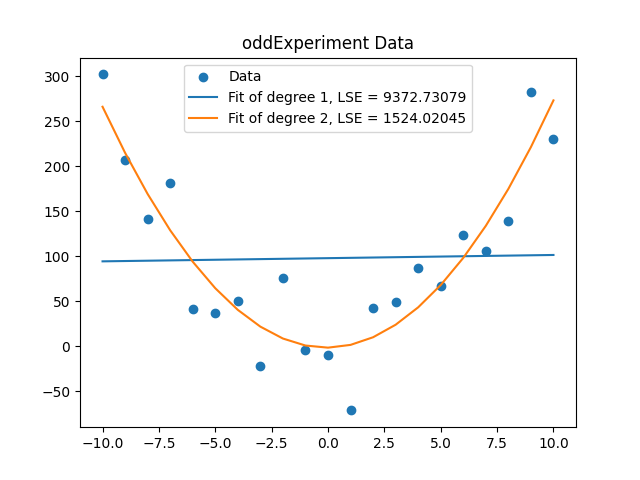 oddExperiment Data
Data
Fit of degree 1, LSE = 9372.73079
Fit of degree 2, LSE = 1524.02045
300
250
200
150
100
50
0
−50
−10.0 −7.5 −5.0 −2.5 0.0 2.5 5.0 7.5 10.0